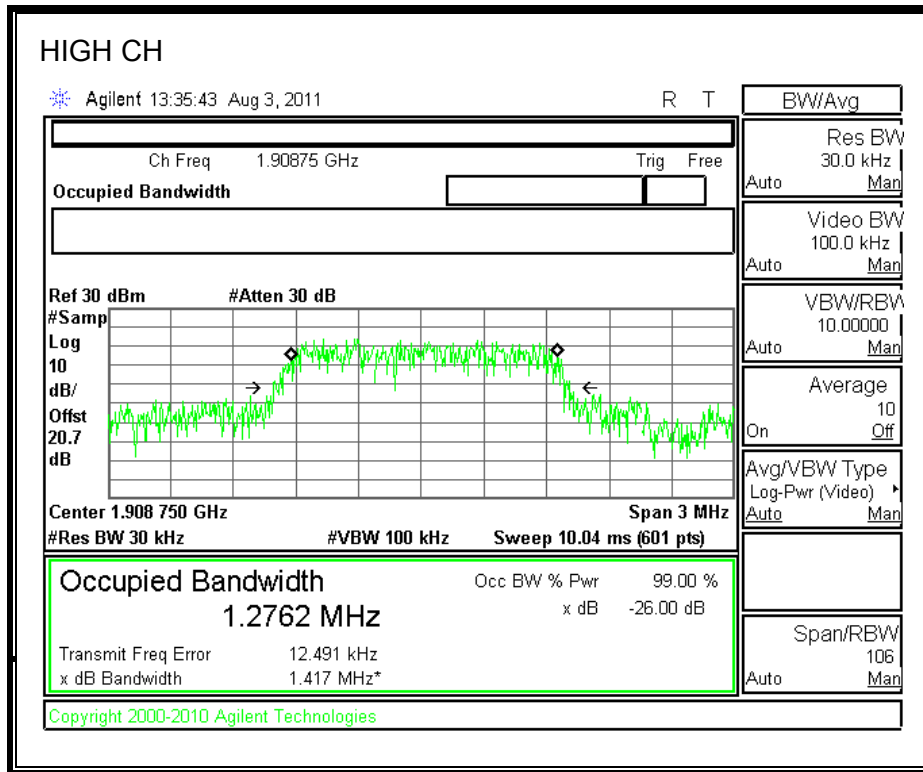 HIGH CH
Agilent 13:35:43 Aug 3, 2011 R T
BW/Avg
Ch Freq 1.90875 GHz Trig Free
Occupied Bandwidth
Res BW
30.0 kHz
Auto Man
Video BW
100.0 kHz
Auto Man
VBW/RBW
10.00000
Auto Man
Average
10
On Off
Avg/VBW Type
Log-Pwr (Video)
Auto Man
Span/RBW
106
Auto Man
Ref 30 dBm #Atten 30 dB
#Samp
Log
10
dB/
Offst
20.7
dB
Center 1.908 750 GHz Span 3 MHz
#Res BW 30 kHz #VBW 100 kHz Sweep 10.04 ms (601 pts)
Occupied Bandwidth Occ BW % Pwr 99.00 %
1.2762 MHz x dB -26.00 dB
Transmit Freq Error 12.491 kHz
x dB Bandwidth 1.417 MHz*
Copyright 2000-2010 Agilent Technologies